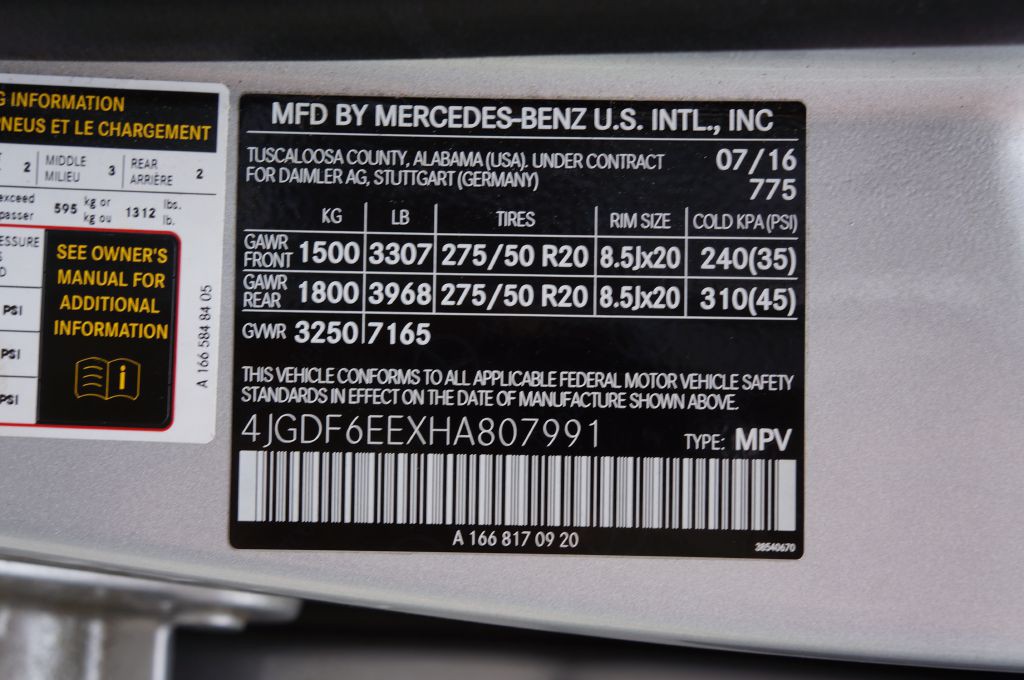 G INFORMATION
PNEUS ET LE CHARGEMENT
2 MIDDLE MILIEU 3 REAR ARRIÈRE 2
exceed 595 kg or 1312 lbs.
passer kg ou lb.
ESSURE
SEE OWNER'S
MANUAL FOR
ADDITIONAL
INFORMATION
PSI
PSI
PSI
i
A 166 584 84 05
MFD BY MERCEDES-BENZ U.S. INTL., INC
TUSCALOOSA COUNTY, ALABAMA (USA). UNDER CONTRACT 07/16
FOR DAIMLER AG, STUTTGART (GERMANY) 775
KG LB TIRES RIM SIZE COLD KPA (PSI)
GAWR FRONT 1500 3307 275/50 R20 8.5Jx20 240(35)
GAWR REAR 1800 3968 275/50 R20 8.5Jx20 310(45)
GVWR 3250 7165
THIS VEHICLE CONFORMS TO ALL APPLICABLE FEDERAL MOTOR VEHICLE SAFETY
STANDARDS IN EFFECT ON THE DATE OF MANUFACTURE SHOWN ABOVE.
4JGDF6EEXHA807991 TYPE: MPV
A 166 817 09 20
38540670